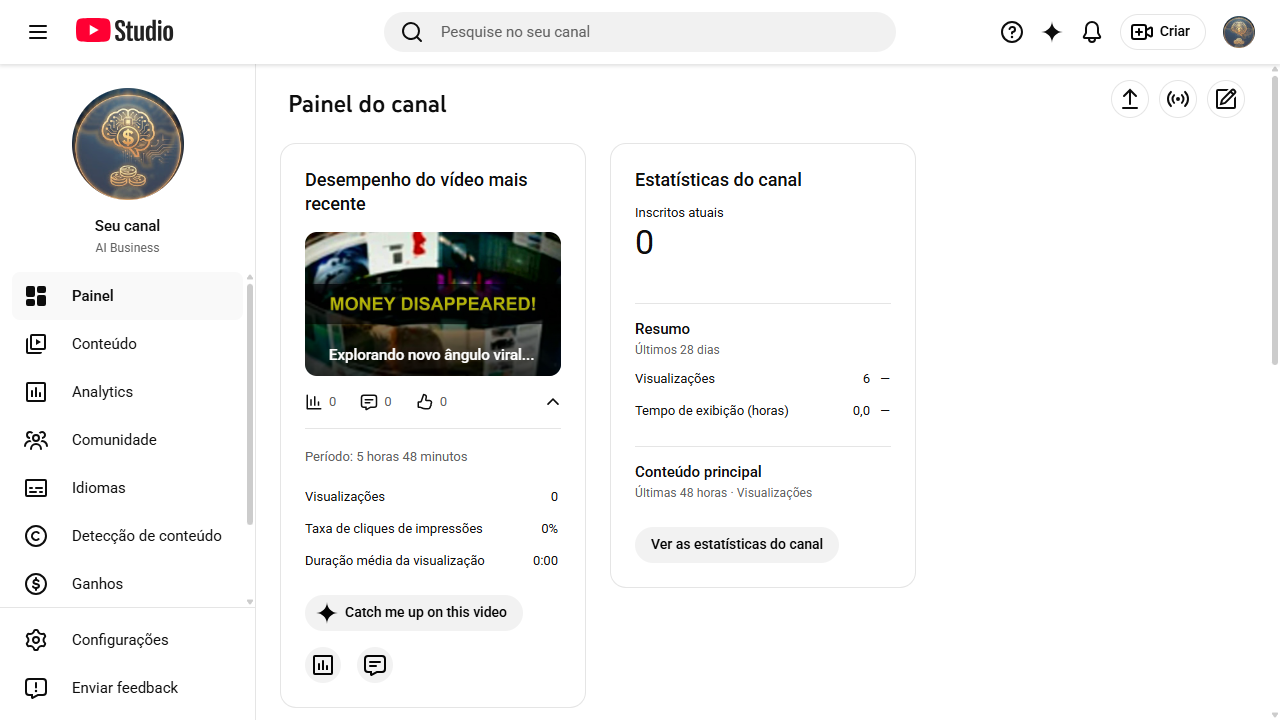 Studio
Pesquise no seu canal
Criar
Seu canal
AI Business
Painel
Conteúdo
Analytics
Comunidade
Idiomas
Detecção de conteúdo
Ganhos
Configurações
Enviar feedback
Painel do canal
Desempenho do vídeo mais
recente
MONEY DISAPPEARED!
Explorando novo ângulo viral...
0 0 0
Período: 5 horas 48 minutos
Visualizações 0
Taxa de cliques de impressões 0%
Duração média da visualização 0:00
Catch me up on this video
Estatísticas do canal
Inscritos atuais
0
Resumo
Últimos 28 dias
Visualizações 6 —
Tempo de exibição (horas) 0,0 —
Conteúdo principal
Últimas 48 horas · Visualizações
Ver as estatísticas do canal